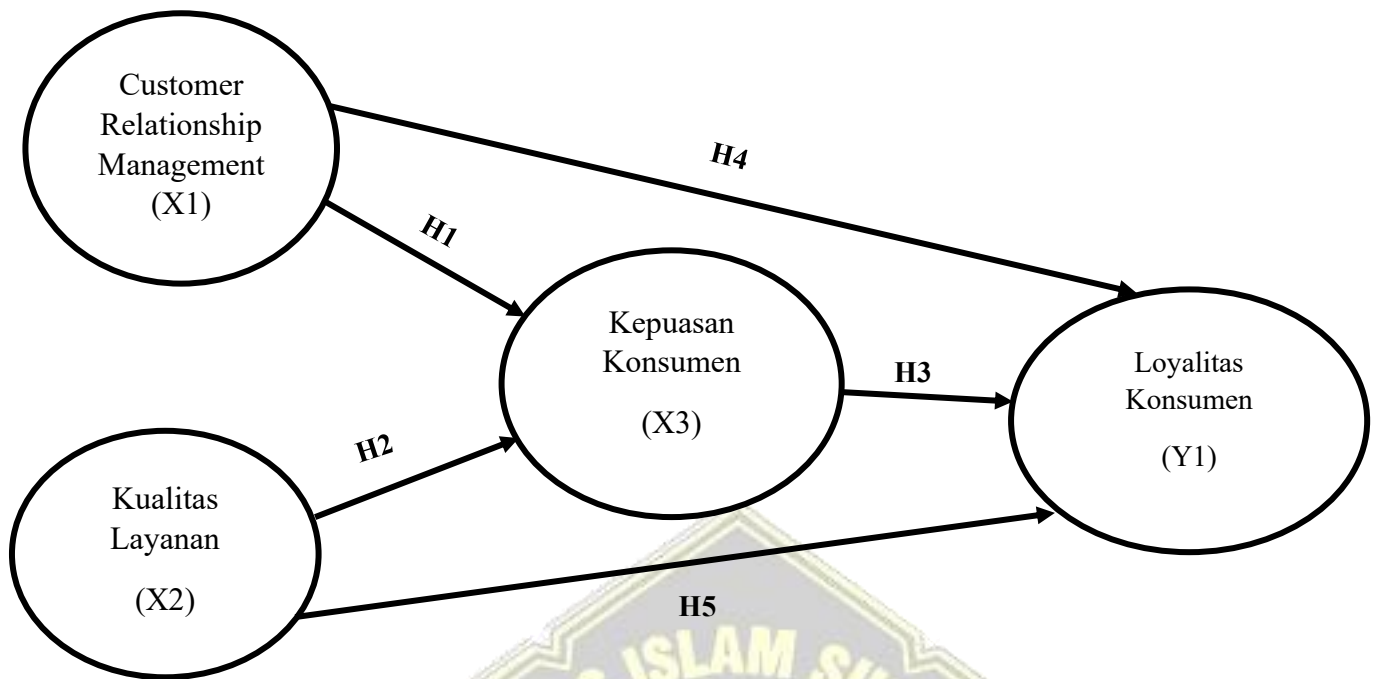 Customer
Relationship
Management
(X1)
H4
H1
Kepuasan
Konsumen
(X3)
H3
Loyalitas
Konsumen
(Y1)
H2
Kualitas
Layanan
(X2)
H5
ISLAM